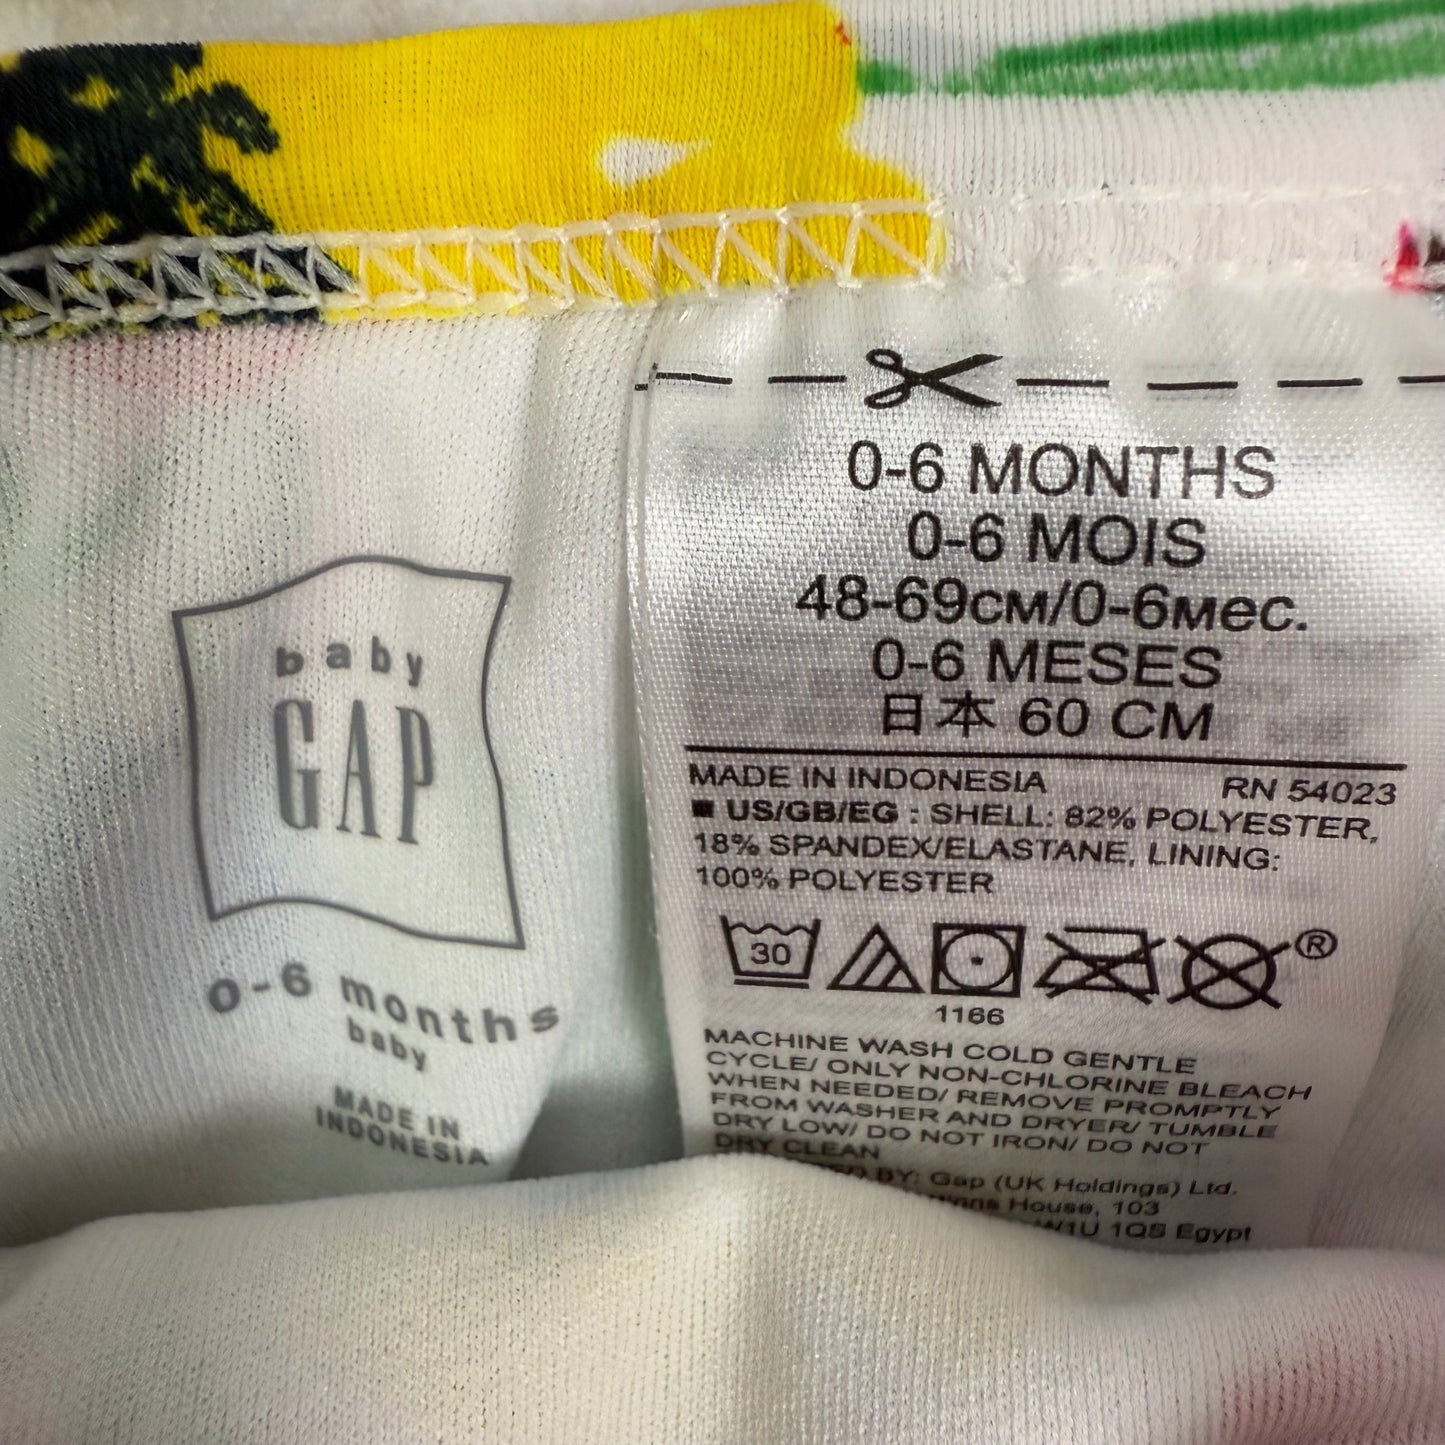 baby
GAP
0-6 months
baby
MADE IN
INDONESIA
0-6 MONTHS
0-6 MOIS
48-69см/0-6мес.
0-6 MESES
日本 60 CM
MADE IN INDONESIA RN 54023
■ US/GB/EG : SHELL: 82% POLYESTER,
18% SPANDEX/ELASTANE, LINING:
100% POLYESTER
30 ®
1166
MACHINE WASH COLD GENTLE
CYCLE/ ONLY NON-CHLORINE BLEACH
WHEN NEEDED/ REMOVE PROMPTLY
FROM WASHER AND DRYER/ TUMBLE
DRY LOW/ DO NOT IRON/ DO NOT
DRY CLEAN
BY: Gap (UK Holdings) Ltd.
House, 103
W1U 1QS Egypt